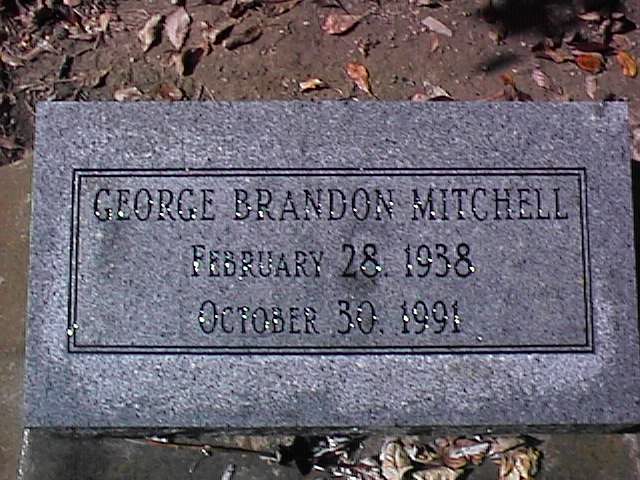 GEORGE BRANDON MITCHELL
FEBRUARY 28, 1938
OCTOBER 30, 1991